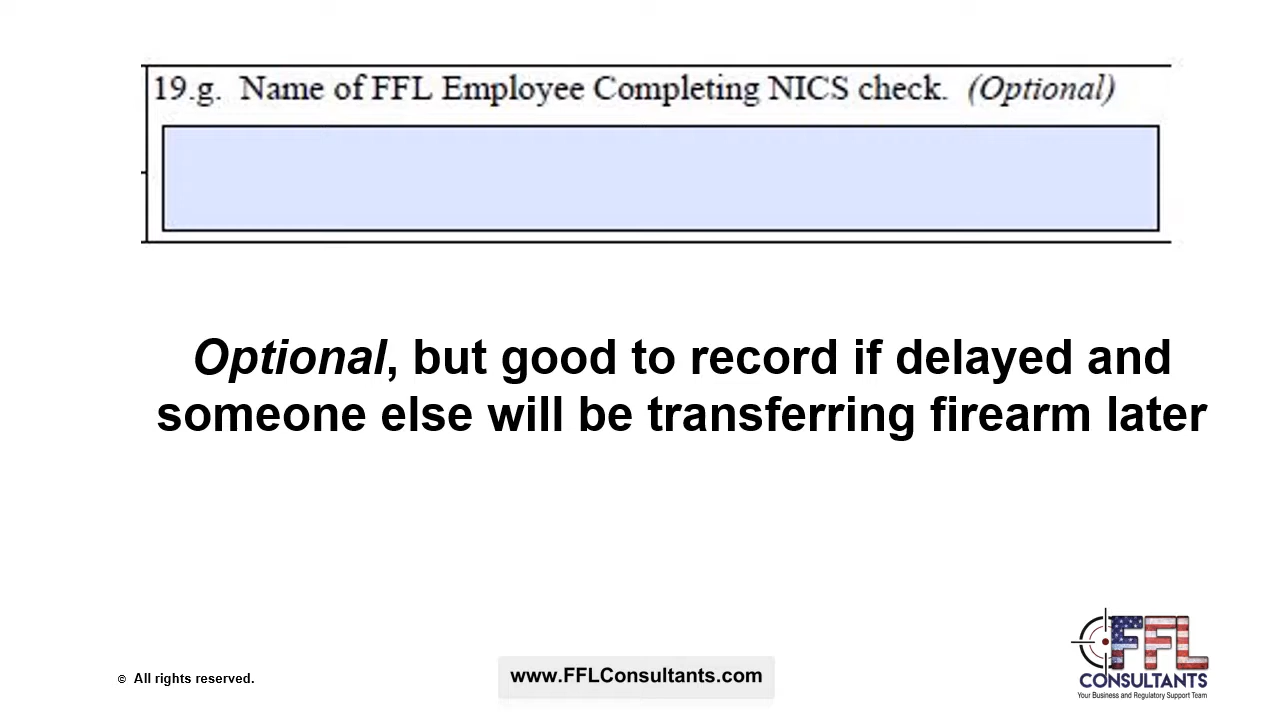 19.g. Name of FFL Employee Completing NICS check. (Optional)
Optional, but good to record if delayed and
someone else will be transferring firearm later
© All rights reserved.
www.FFLConsultants.com
FFL
CONSULTANTS
Your Business and Regulatory Support Team